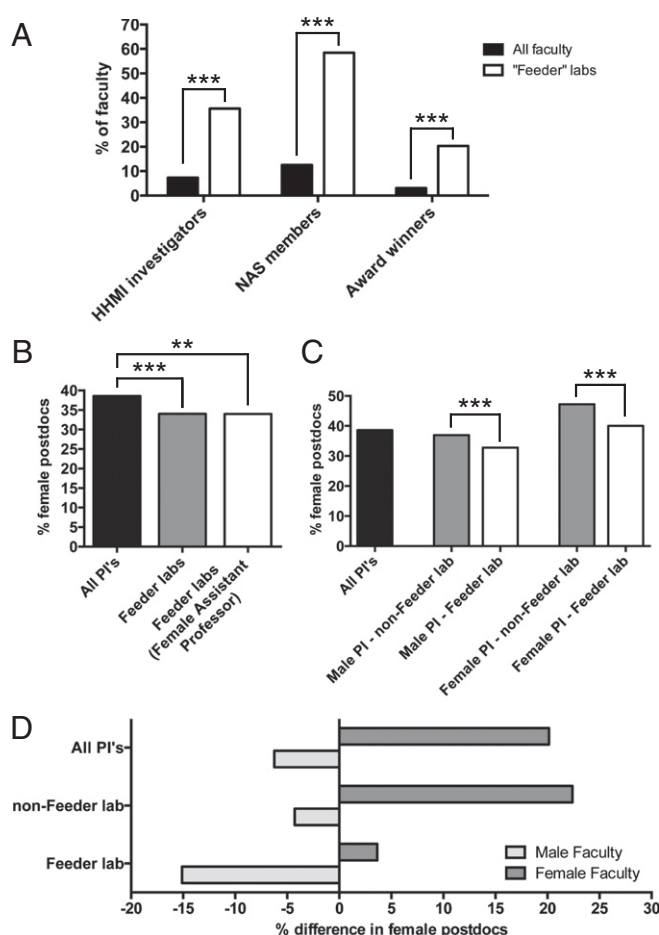 A
70
60
50
40
30
20
10
0
% of faculty
***
***
***
All faculty
"Feeder" labs
HHMI investigators
NAS members
Award winners
B
**
***
40
35
30
25
20
15
10
5
0
% female postdocs
All PI's
Feeder labs
Feeder labs
(Female Assistant
Professor)
C
***
***
50
40
30
20
10
0
% female postdocs
All PI's
Male PI - non-Feeder lab
Male PI - Feeder lab
Female PI - non-Feeder lab
Female PI - Feeder lab
D
All PI's
non-Feeder lab
Feeder lab
Male Faculty
Female Faculty
-20 -15 -10 -5 0 5 10 15 20 25 30
% difference in female postdocs